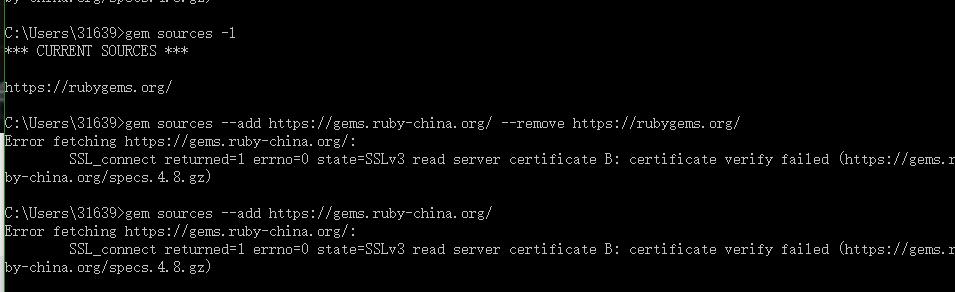 by-china.org/specs.4.8.gz)
C:\Users\31639>gem sources -l
*** CURRENT SOURCES ***
https://rubygems.org/
C:\Users\31639>gem sources --add https://gems.ruby-china.org/ --remove https://rubygems.org/
Error fetching https://gems.ruby-china.org/:
SSL_connect returned=1 errno=0 state=SSLv3 read server certificate B: certificate verify failed (https://gems.r
by-china.org/specs.4.8.gz)
C:\Users\31639>gem sources --add https://gems.ruby-china.org/
Error fetching https://gems.ruby-china.org/:
SSL_connect returned=1 errno=0 state=SSLv3 read server certificate B: certificate verify failed (https://gems.r
by-china.org/specs.4.8.gz)